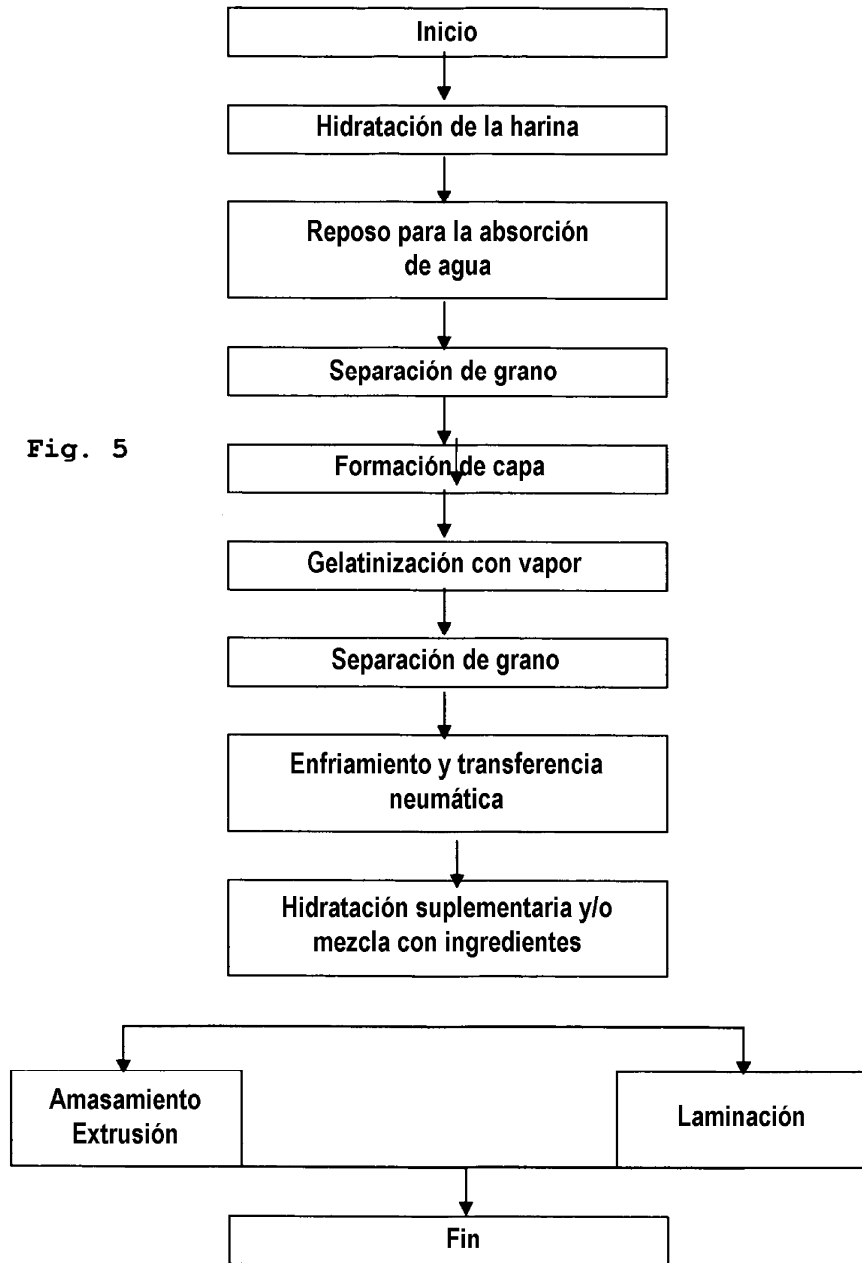 Inicio
Hidratación de la harina
Reposo para la absorción
de agua
Separación de grano
Fig. 5
Formación de capa
Gelatinización con vapor
Separación de grano
Enfriamiento y transferencia
neumática
Hidratación suplementaria y/o
mezcla con ingredientes
Amasamiento
Extrusión
Laminación
Fin